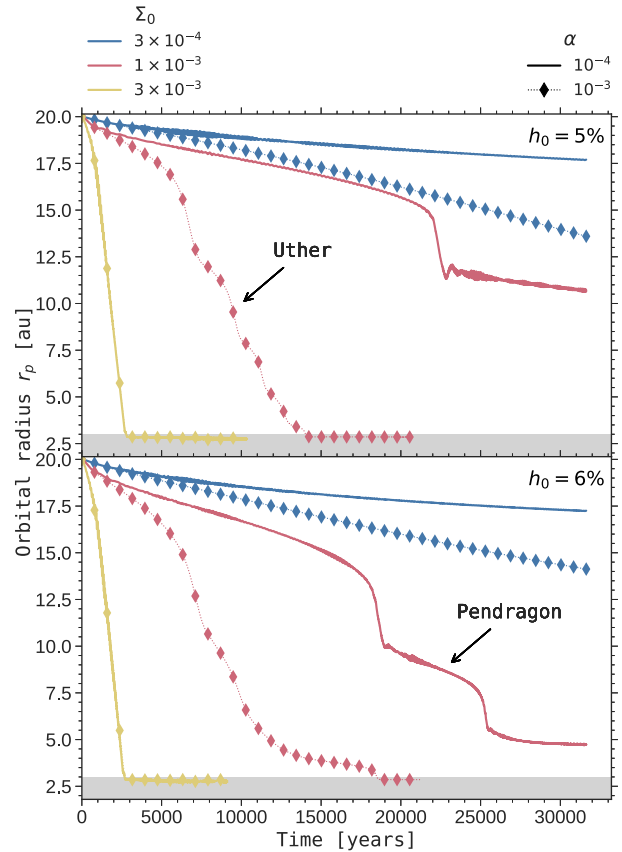 Σ₀
3 × 10⁻⁴
1 × 10⁻³
3 × 10⁻³
α
10⁻⁴
10⁻³
20.0
17.5
15.0
12.5
10.0
7.5
5.0
2.5
h₀ = 5%
Uther
20.0
17.5
15.0
12.5
10.0
7.5
5.0
2.5
h₀ = 6%
Pendragon
Orbital radius rₚ [au]
0 5000 10000 15000 20000 25000 30000
Time [years]